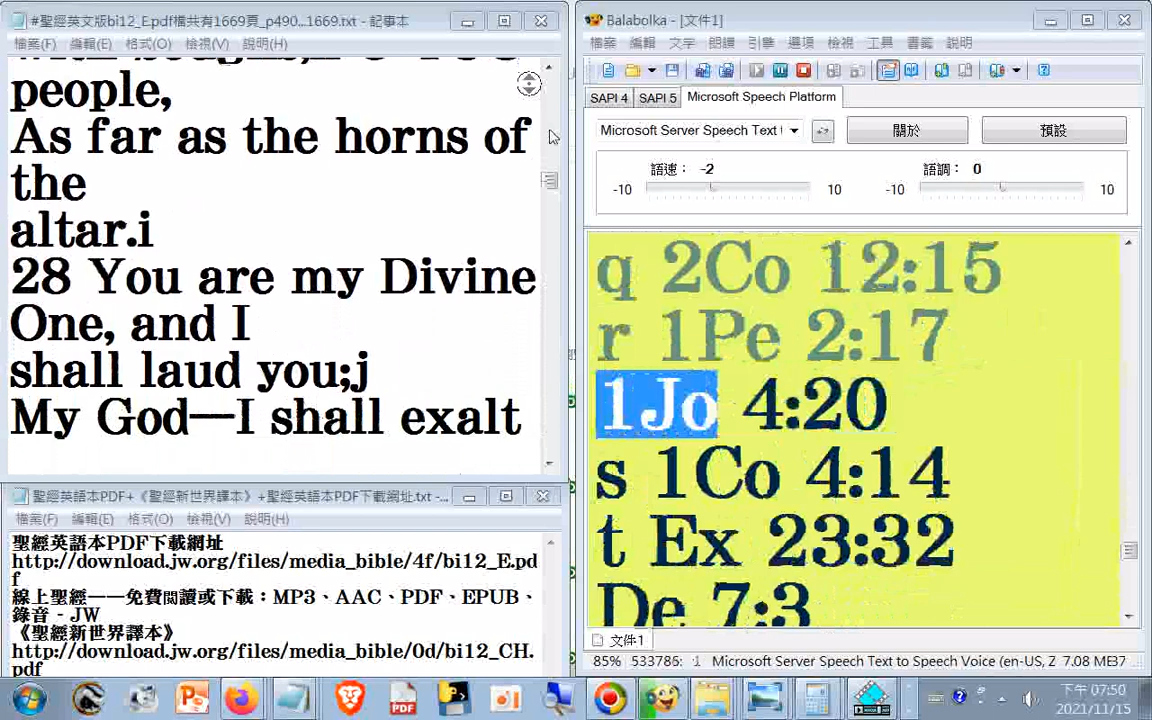 #聖經英文版bi12_E.pdf檔共有1669頁_p490...1669.txt - 記事本
檔案(F) 編輯(E) 格式(O) 檢視(V) 說明(H)
people,
As far as the horns of
the
altar.i
28 You are my Divine
One, and I
shall laud you;j
My God—I shall exalt
聖經英語本PDF+《聖經新世界譯本》+聖經英語本PDF下載網址.txt - ...
檔案(F) 編輯(E) 格式(O) 檢視(V) 說明(H)
聖經英語本PDF下載網址
http://download.jw.org/files/media_bible/4f/bi12_E.pd
f
線上聖經——免費閱讀或下載：MP3、AAC、PDF、EPUB、
錄音 - JW
《聖經新世界譯本》
http://download.jw.org/files/media_bible/0d/bi12_CH.
pdf
Balabolka - [文件1]
檔案 編輯 文字 朗讀 引擎 選項 檢視 工具 書籤 說明
SAPI 4 SAPI 5 Microsoft Speech Platform
Microsoft Server Speech Text 關於 預設
語速： -2 語調： 0
-10 10 -10 10
q 2Co 12:15
r 1Pe 2:17
1Jo 4:20
s 1Co 4:14
t Ex 23:32
De 7:3
文件1
85% 533786: 1 Microsoft Server Speech Text to Speech Voice (en-US, Z 7.08 ME37
下午 07:50
2021/11/15